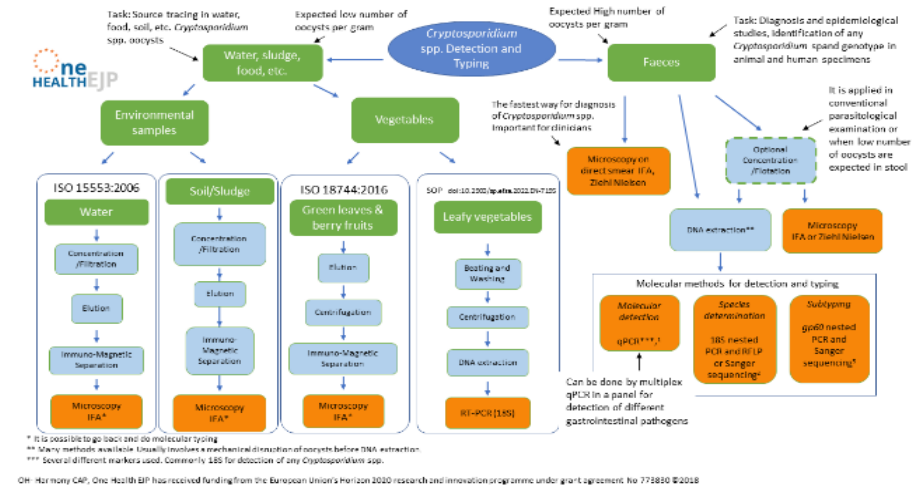 Task: Source tracing in water,
food, soil, etc. Cryptosporidium
spp. oocysts
Expected low number of
oocysts per gram
Cryptosporidium
spp. Detection and
Typing
Expected High number of
oocysts per gram
Task: Diagnosis and epidemiological
studies, Identification of any
Cryptosporidium sp and genotype in
animal and human specimens
One
HEALTH EJP
Water, sludge,
food, etc.
Faeces
Environmental
samples
Vegetables
The fastest way for diagnosis
of Cryptosporidium spp.
Important for clinicians
It is applied in
conventional
parasitological
examination or
when low number
of oocysts are
expected in stool
Microscopy on
direct smear IFA,
Ziehl Nielsen
Optional
Concentration
/Flotation
ISO 15553:2006
Water
Concentration
/Filtration
Elution
Immuno-Magnetic
Separation
Microscopy
IFA*
Soil/Sludge
Concentration
/Filtration
Elution
Immuno-
Magnetic
Separation
Microscopy
IFA*
ISO 18744:2016
Green leaves &
berry fruits
Elution
Centrifugation
Immuno-Magnetic
Separation
Microscopy
IFA*
SOP
Leafy vegetables
Beating and
Washing
Centrifugation
DNA extraction
RT-PCR (18S)
DNA extraction**
Microscopy
IFA or Ziehl Nielsen
Molecular methods for detection and typing
Molecular
detection
qPCR***,
Species
determination
18S nested
PCR and RFLP
or Sanger
sequencing
Subtyping
gp60 nested
PCR and
Sanger
sequencing
Can be done by multiplex
qPCR in a panel for
detection of different
gastrointestinal pathogens
* It is possible to go back and do molecular typing
** Many methods available. Usually involves a mechanical disruption of oocysts before DNA extraction.
*** Several different markers used. Commonly 18S for detection of any Cryptosporidium spp.
OH- Harmony CAP, One Health EJP has received funding from the European Union's Horizon 2020 research and innovation programme under grant agreement No 773830 ©2018